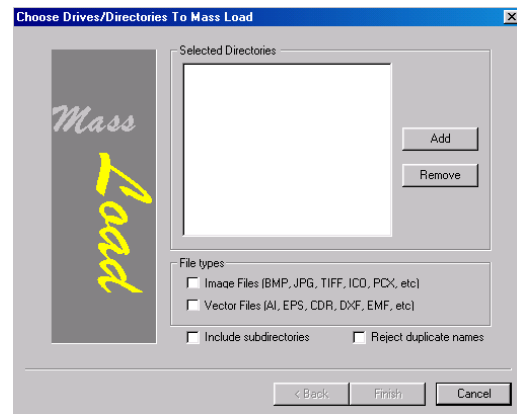 Choose Drives/Directories To Mass Load
Selected Directories
Mass
Load
Add
Remove
File types
Image Files (BMP, JPG, TIFF, ICO, PCX, etc)
Vector Files (AI, EPS, CDR, DXF, EMF, etc)
Include subdirectories
Reject duplicate names
< Back
Finish
Cancel